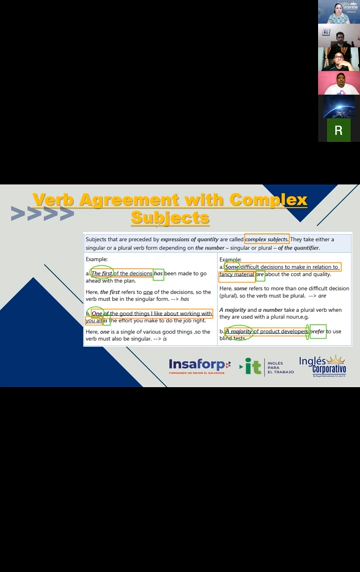 R
Verb Agreement with Complex
Subjects
>>>>
Subjects that are preceded by expressions of quantity are called complex subjects. They take either a
singular or a plural verb form depending on the number – singular or plural – of the quantifier.
Example:
a. The first of the decisions has been made to go
ahead with the plan.
Here, the first refers to one of the decisions, so the
verb must be in the singular form. --> has
b. One of the good things I like about working with
you is the effort you make to do the job right.
Here, one is a single of various good things ,so the
verb must also be singular. --> is
Example:
a. Some difficult decisions to make in relation to
fancy material are about the cost and quality.
Here, some refers to more than one difficult decision
(plural), so the verb must be plural. --> are
A majority and a number take a plural verb when
they are used with a plural noun,e.g.
b. A majority of product developers prefer to use
blind tests.
Insaforp
it
INGLÉS
PARA
EL TRABAJO
Inglés
Corporativo